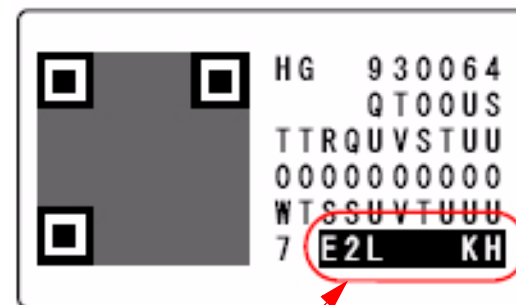 HG 930064
QTOOUS
TTRQUVSTUU
0000000000
WTSSUVTUUU
7 E2L KH